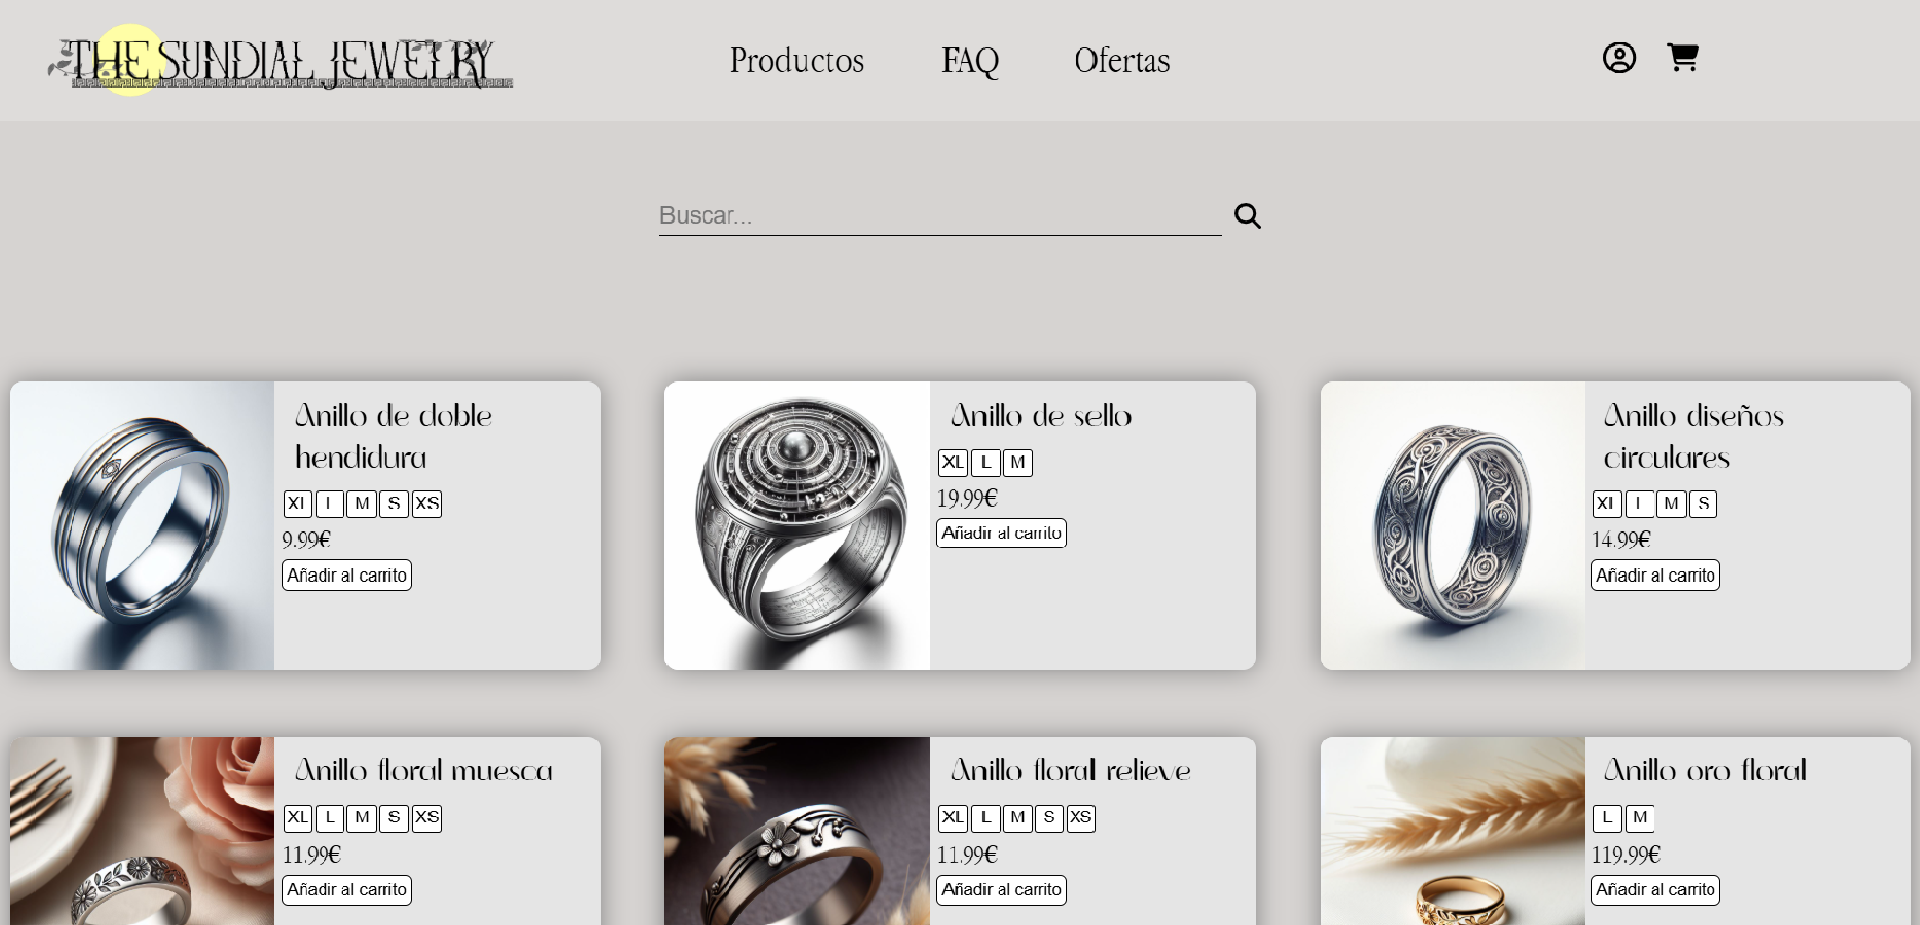 THE SUNDIAL JEWELRY
Productos
FAQ
Ofertas
Buscar...
Anillo de doble
hendidura
XL L M S XS
9.99€
Añadir al carrito
Anillo de sello
XL L M
19.99€
Añadir al carrito
Anillo diseños
circulares
XL L M S
14.99€
Añadir al carrito
Anillo floral muesca
XL L M S XS
11.99€
Añadir al carrito
Anillo floral relieve
XL L M S XS
11.99€
Añadir al carrito
Anillo oro floral
L M
119.99€
Añadir al carrito